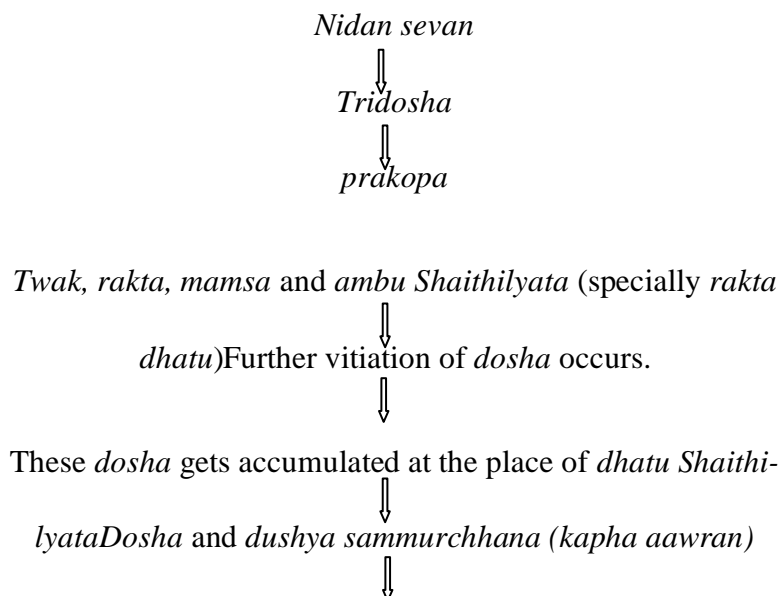 Nidan sevan
Tridosha
prakopa
Twak, rakta, mamsa and ambu Shaithilyata (specially rakta
dhatu)Further vitiation of dosha occurs.
These dosha gets accumulated at the place of dhatu Shaithi-
lyataDosha and dushya sammurchhana (kapha aawran)